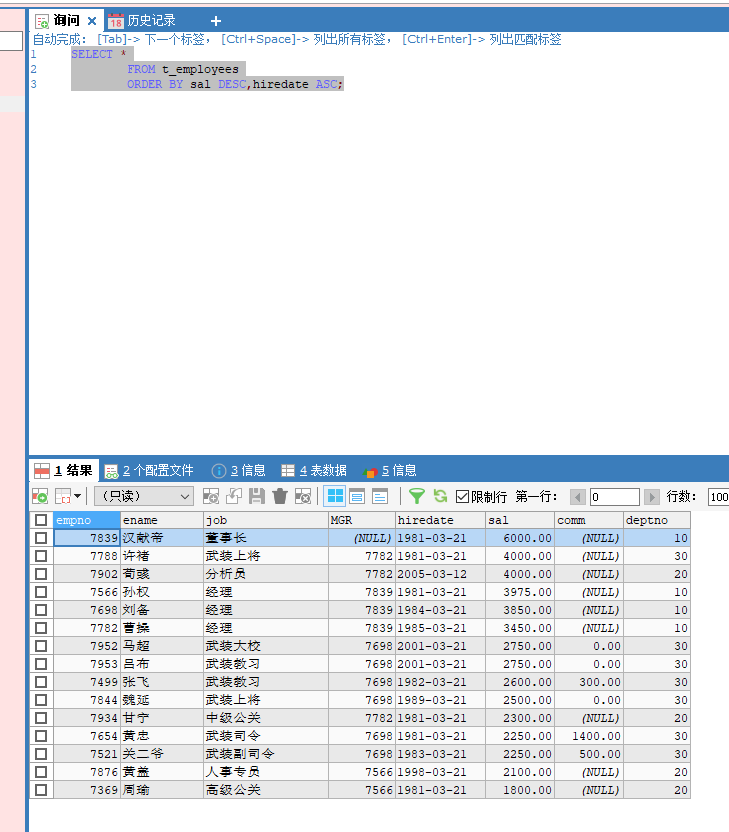 询问 × 18 历史记录 +
自动完成: [Tab]-> 下一个标签, [Ctrl+Space]-> 列出所有标签, [Ctrl+Enter]-> 列出匹配标签
1 SELECT *
2 FROM t_employees
3 ORDER BY sal DESC,hiredate ASC;
1 结果 2 个配置文件 3 信息 4 表数据 5 信息
(只读) 限制行 第一行: 0 行数: 100
empno ename job MGR hiredate sal comm deptno
7839 汉献帝 董事长 (NULL) 1981-03-21 6000.00 (NULL) 10
7788 许褚 武装上将 7782 1981-03-21 4000.00 (NULL) 30
7902 荀彧 分析员 7782 2005-03-12 4000.00 (NULL) 20
7566 孙权 经理 7839 1981-03-21 3975.00 (NULL) 10
7698 刘备 经理 7839 1984-03-21 3850.00 (NULL) 10
7782 曹操 经理 7839 1985-03-21 3450.00 (NULL) 10
7952 马超 武装大校 7698 2001-03-21 2750.00 0.00 30
7953 吕布 武装教习 7698 2001-03-21 2750.00 0.00 30
7499 张飞 武装教习 7698 1982-03-21 2600.00 300.00 30
7844 魏延 武装上将 7698 1989-03-21 2500.00 0.00 30
7934 甘宁 中级公关 7782 1981-03-21 2300.00 (NULL) 20
7654 黄忠 武装司令 7698 1981-03-21 2250.00 1400.00 30
7521 关二爷 武装副司令 7698 1983-03-21 2250.00 500.00 30
7876 黄盖 人事专员 7566 1998-03-21 2100.00 (NULL) 20
7369 周瑜 高级公关 7566 1981-03-21 1800.00 (NULL) 20